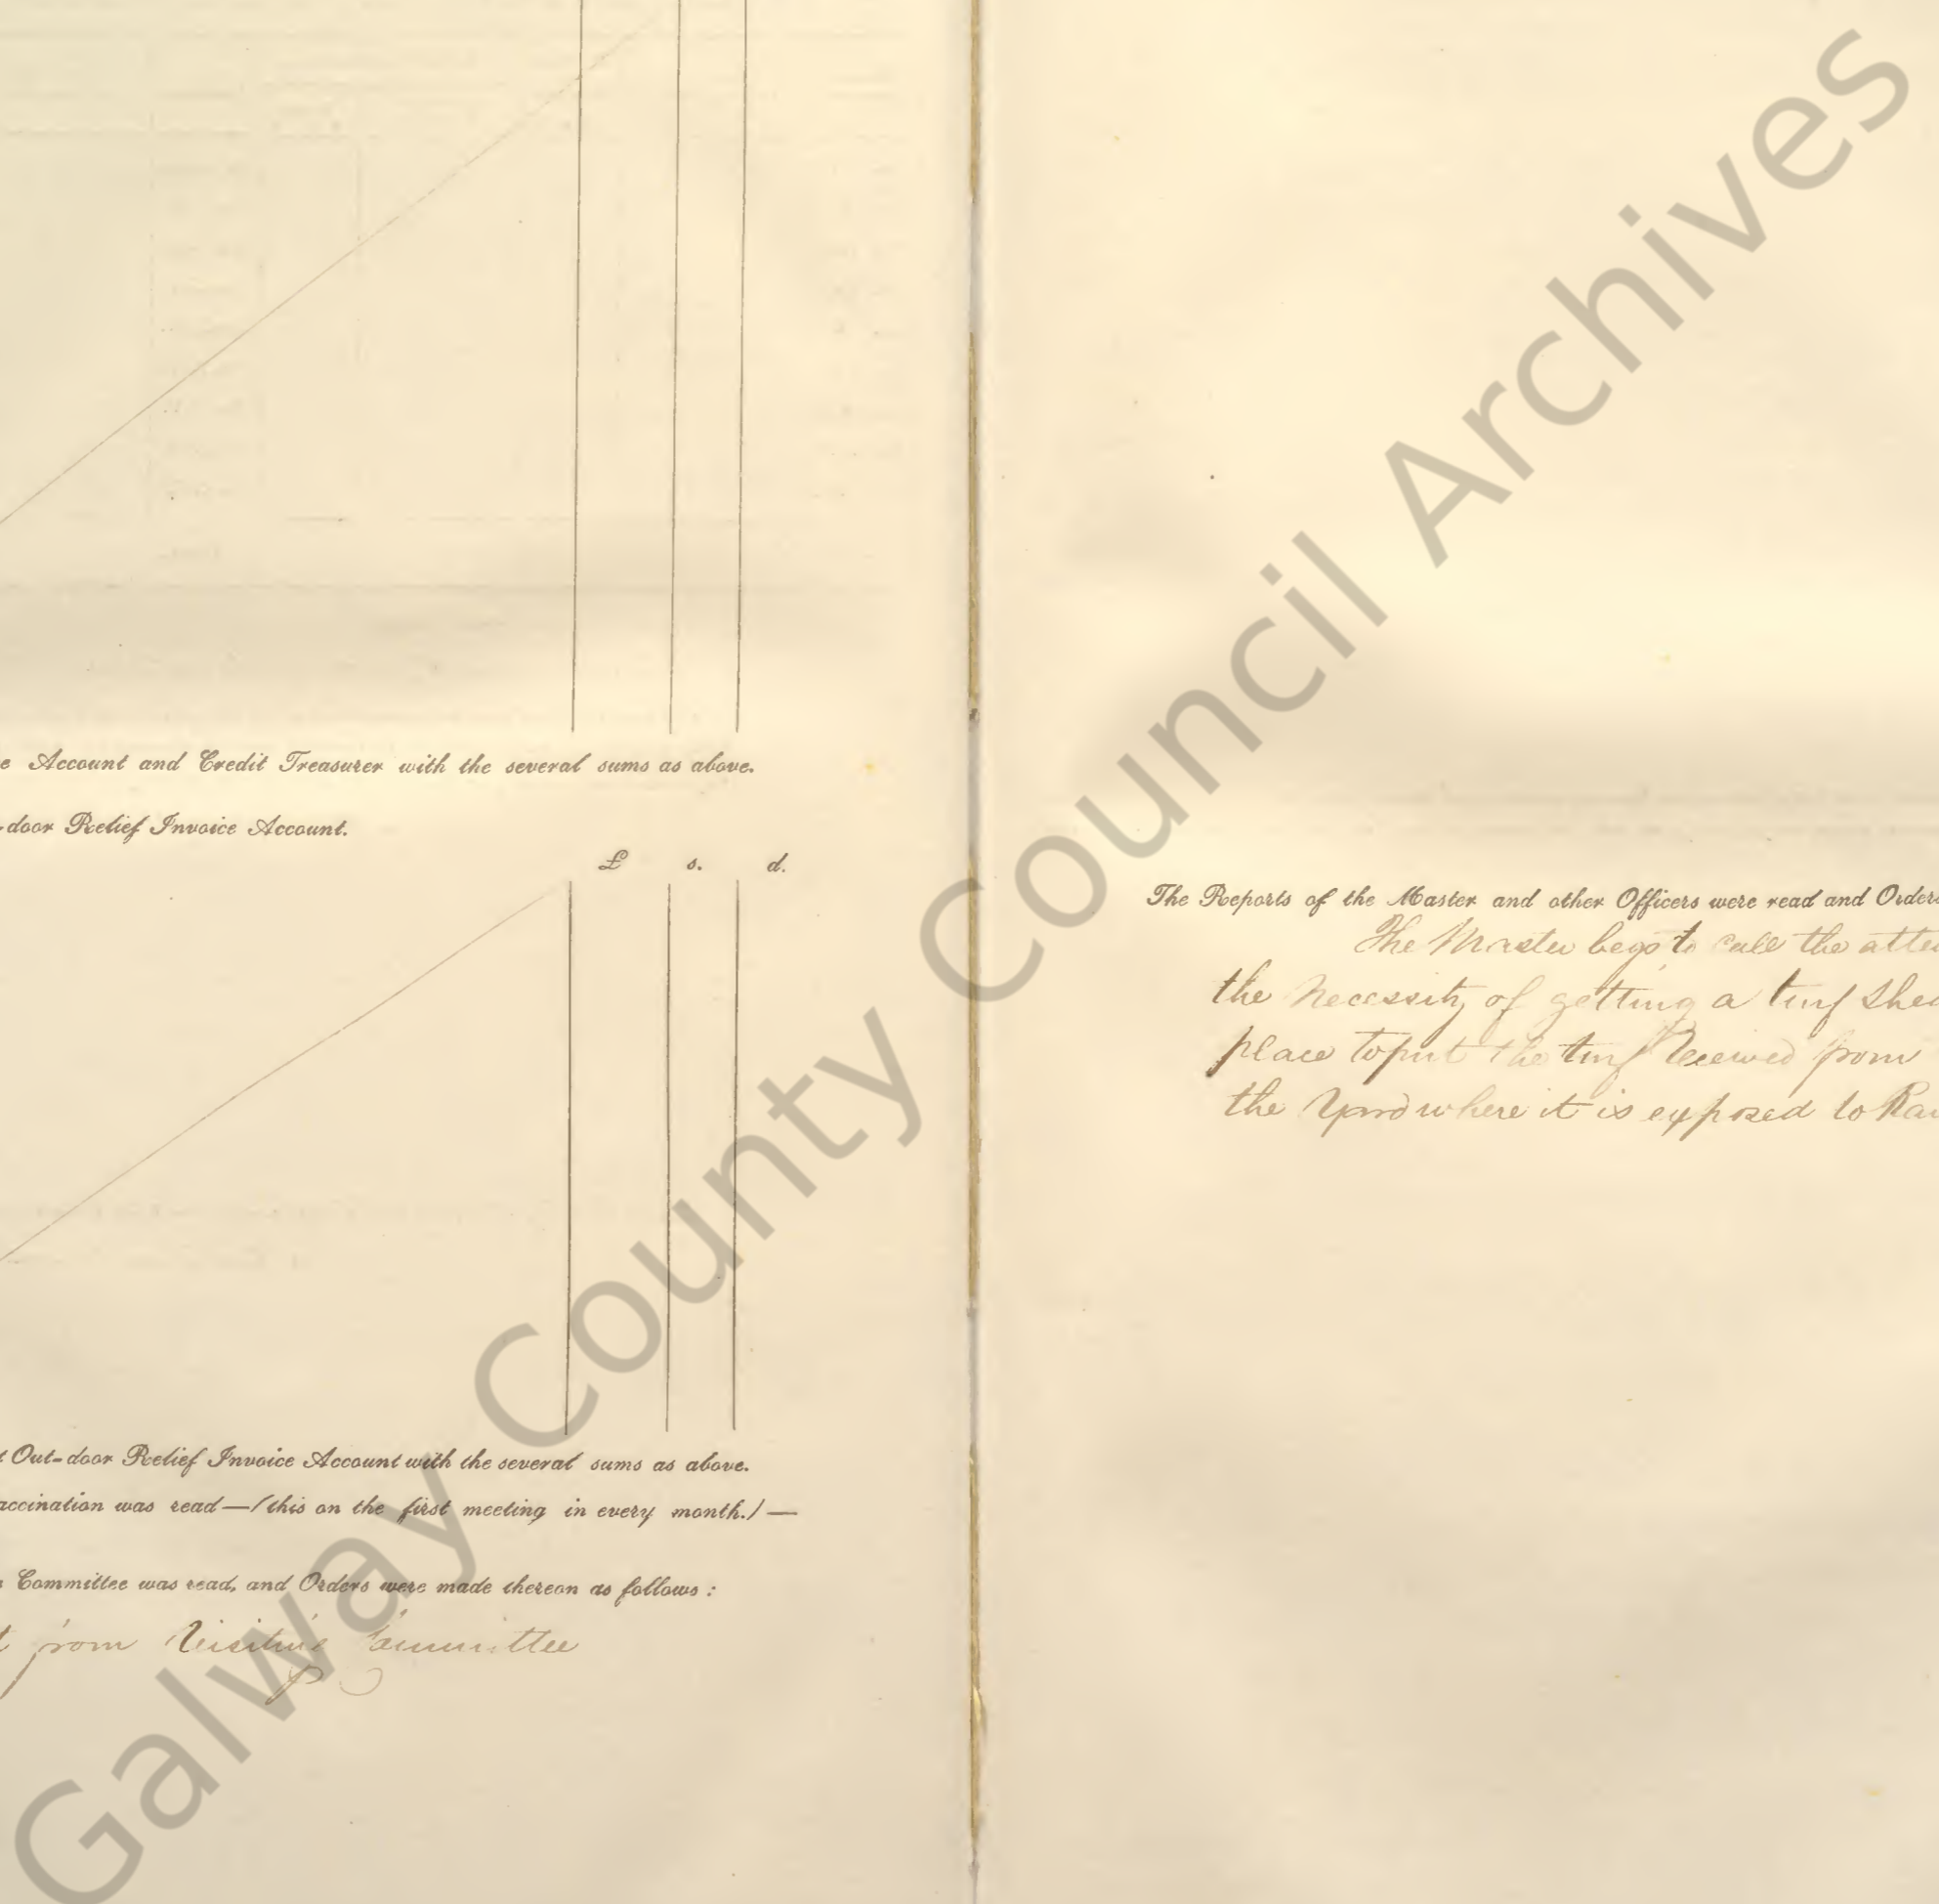 e Account and Credit Treasurer with the several sums as above.
-door Relief Invoice Account.
£ s. d.
t Out-door Relief Invoice Account with the several sums as above.
accination was read—(this on the first meeting in every month.)—
Committee was read, and Orders were made thereon as follows:
from Visiting Committee
The Reports of the Master and other Officers were read and Orders
The Master begs to call the atte
the Necessity of getting a turf shed
place to put the turf Received from
the Yard where it is exposed to Rai
Galway County Council Archives